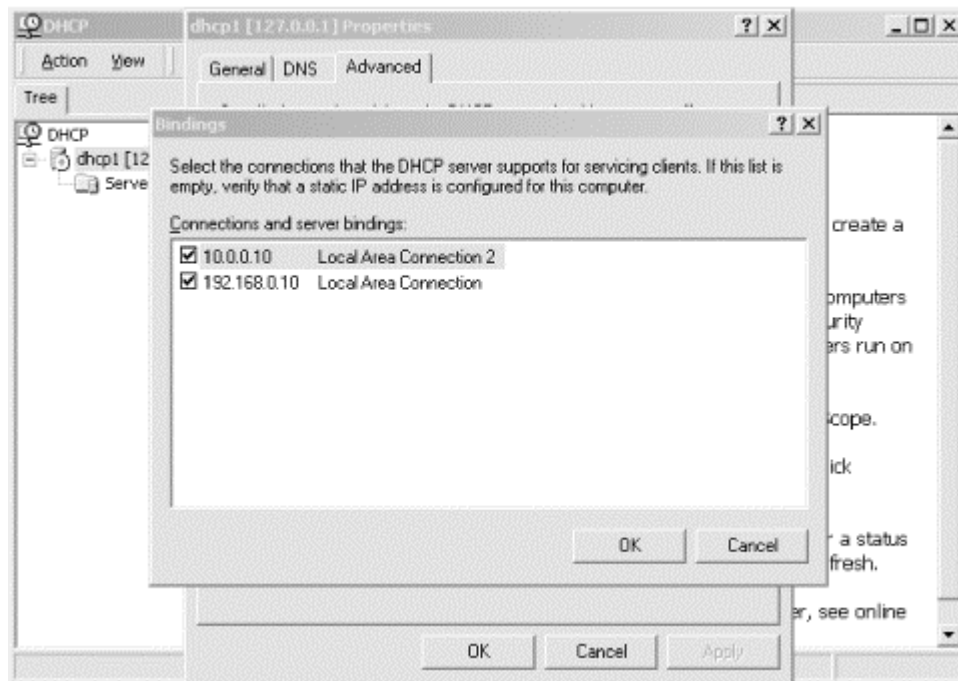 DHCP
dhcp1 [127.0.0.1] Properties
Action View
General DNS Advanced
Tree
Bindings
DHCP
dhcp1 [12
Serve
Select the connections that the DHCP server supports for servicing clients. If this list is
empty, verify that a static IP address is configured for this computer.
Connections and server bindings:
10.0.0.10 Local Area Connection 2
192.168.0.10 Local Area Connection
create a
omputers
urity
ers run on
cope.
ick
OK Cancel
r a status
fresh.
er, see online
OK Cancel Apply